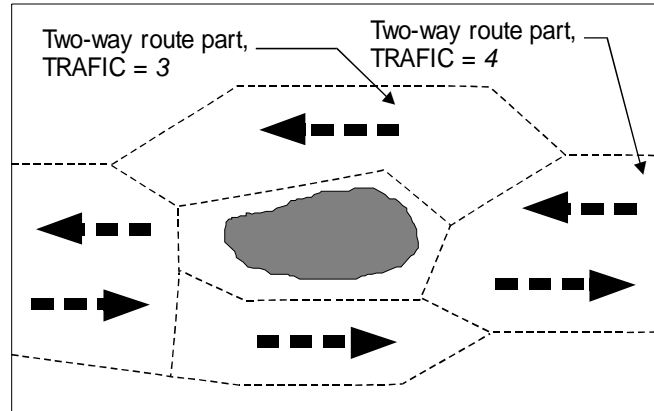 Two-way route part,
TRAFIC = 3
Two-way route part,
TRAFIC = 4